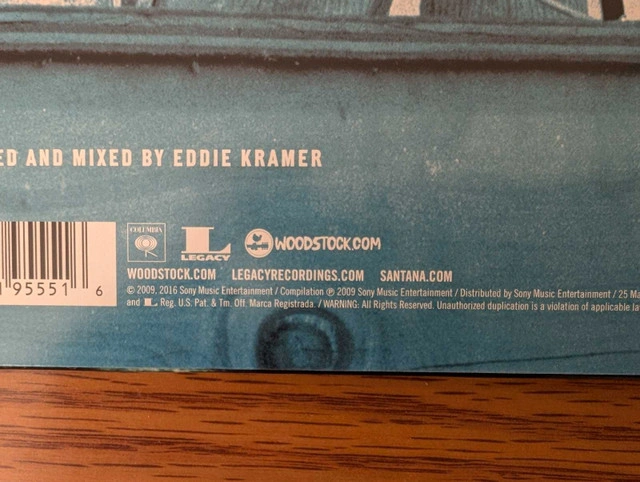 ED AND MIXED BY EDDIE KRAMER
COLUMBIA
L
LEGACY
WOODSTOCK.COM
WOODSTOCK.COM LEGACYRECORDINGS.COM SANTANA.COM
95551 6
© 2009, 2016 Sony Music Entertainment / Compilation ℗ 2009 Sony Music Entertainment / Distributed by Sony Music Entertainment / 25 Ma
and L Reg. U.S. Pat. & Tm. Off. Marca Registrada. / WARNING: All Rights Reserved. Unauthorized duplication is a violation of applicable la